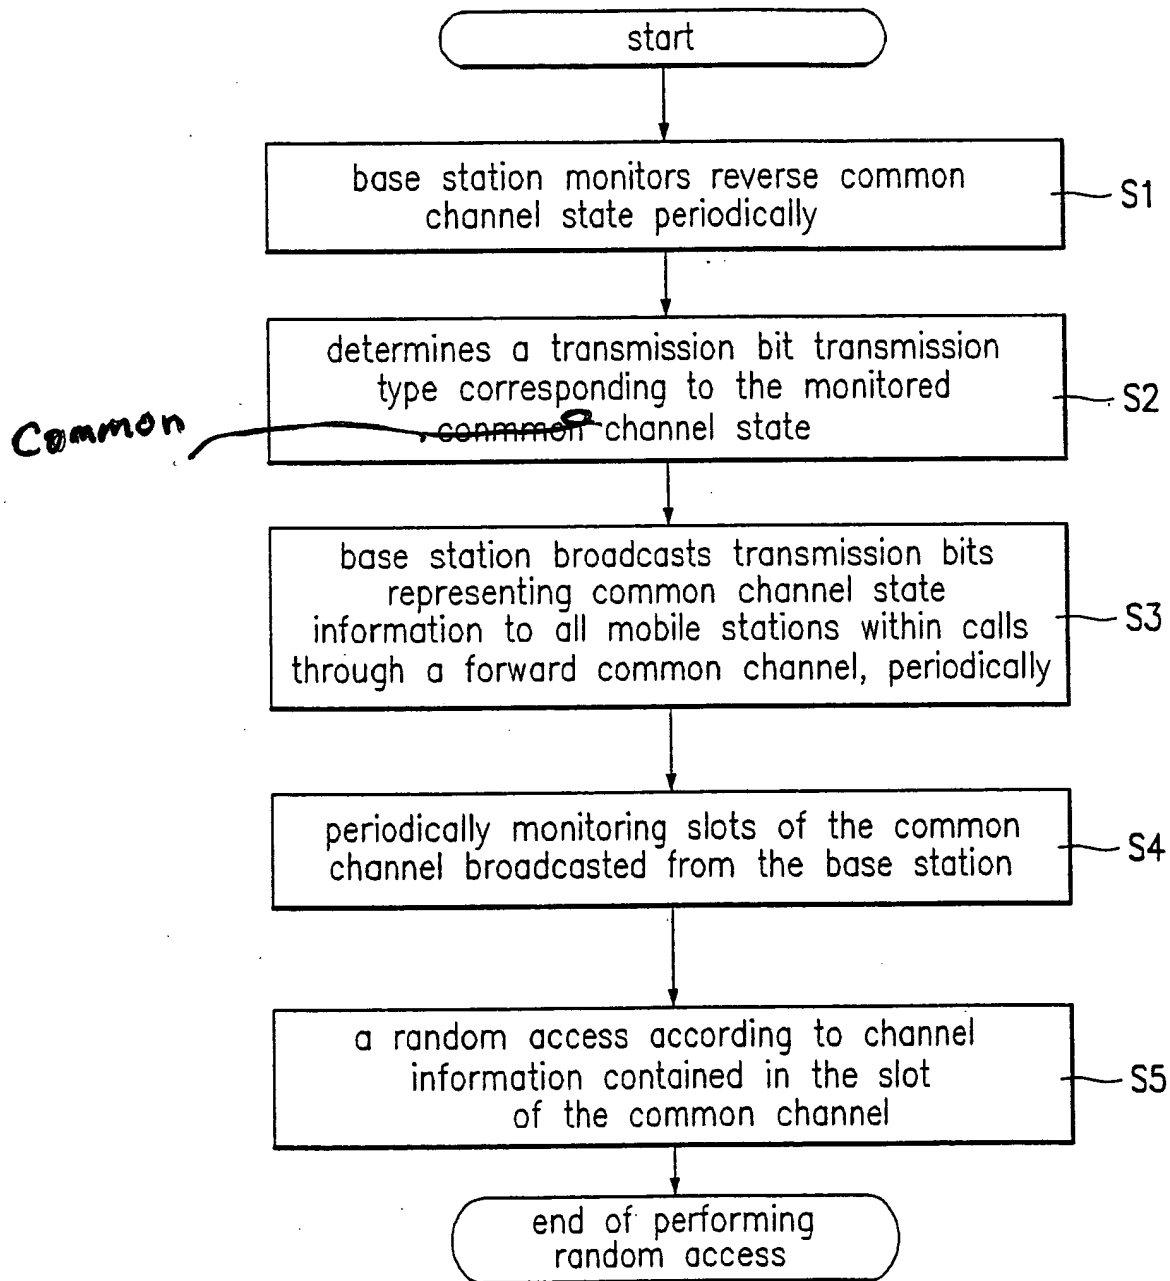 start
base station monitors reverse common
channel state periodically
S1
determines a transmission bit transmission
type corresponding to the monitored
conmmon channel state
S2
Common
base station broadcasts transmission bits
representing common channel state
information to all mobile stations within calls
through a forward common channel, periodically
S3
periodically monitoring slots of the common
channel broadcasted from the base station
S4
a random access according to channel
information contained in the slot
of the common channel
S5
end of performing
random access